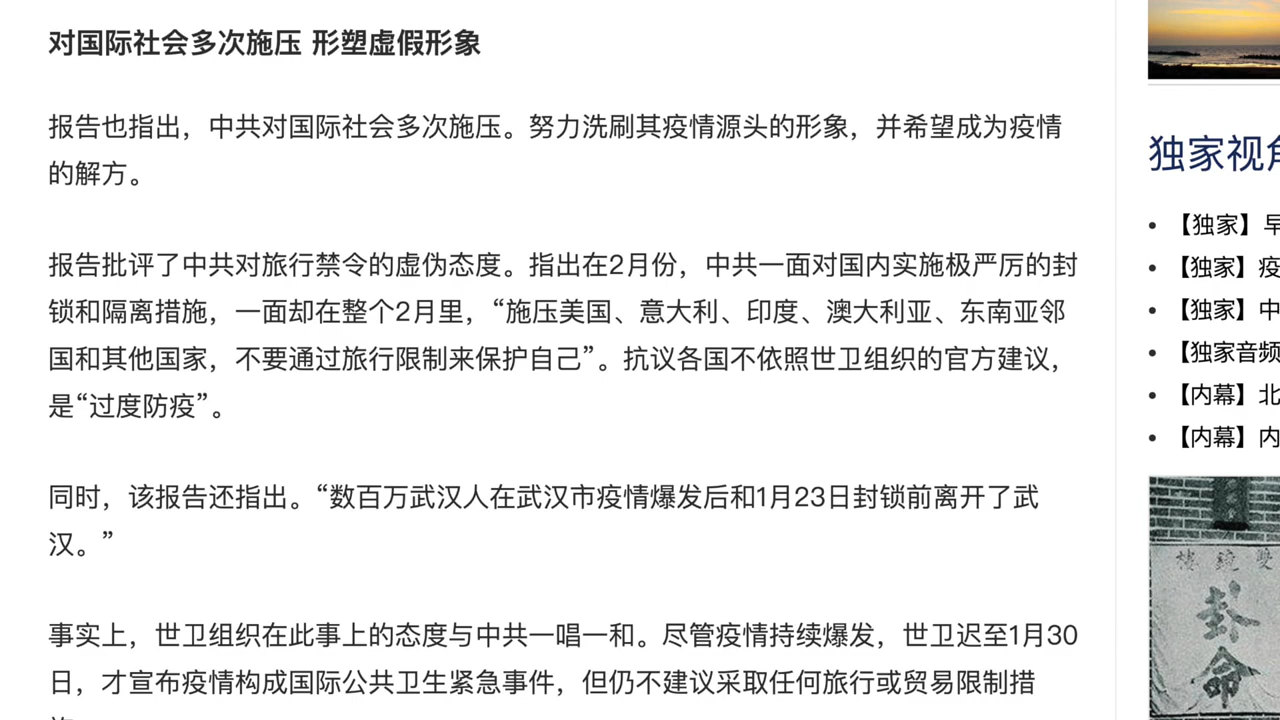 对国际社会多次施压 形塑虚假形象
报告也指出，中共对国际社会多次施压。努力洗刷其疫情源头的形象，并希望成为疫情
的解方。
报告批评了中共对旅行禁令的虚伪态度。指出在2月份，中共一面对国内实施极严厉的封
锁和隔离措施，一面却在整个2月里，“施压美国、意大利、印度、澳大利亚、东南亚邻
国和其他国家，不要通过旅行限制来保护自己”。抗议各国不依照世卫组织的官方建议，
是“过度防疫”。
同时，该报告还指出。“数百万武汉人在武汉市疫情爆发后和1月23日封锁前离开了武
汉。”
事实上，世卫组织在此事上的态度与中共一唱一和。尽管疫情持续爆发，世卫迟至1月30
日，才宣布疫情构成国际公共卫生紧急事件，但仍不建议采取任何旅行或贸易限制措
独家视角
• 【独家】早
• 【独家】疫
• 【独家】中
• 【独家音频
• 【内幕】北
• 【内幕】内
樓鏡雙
卦
命